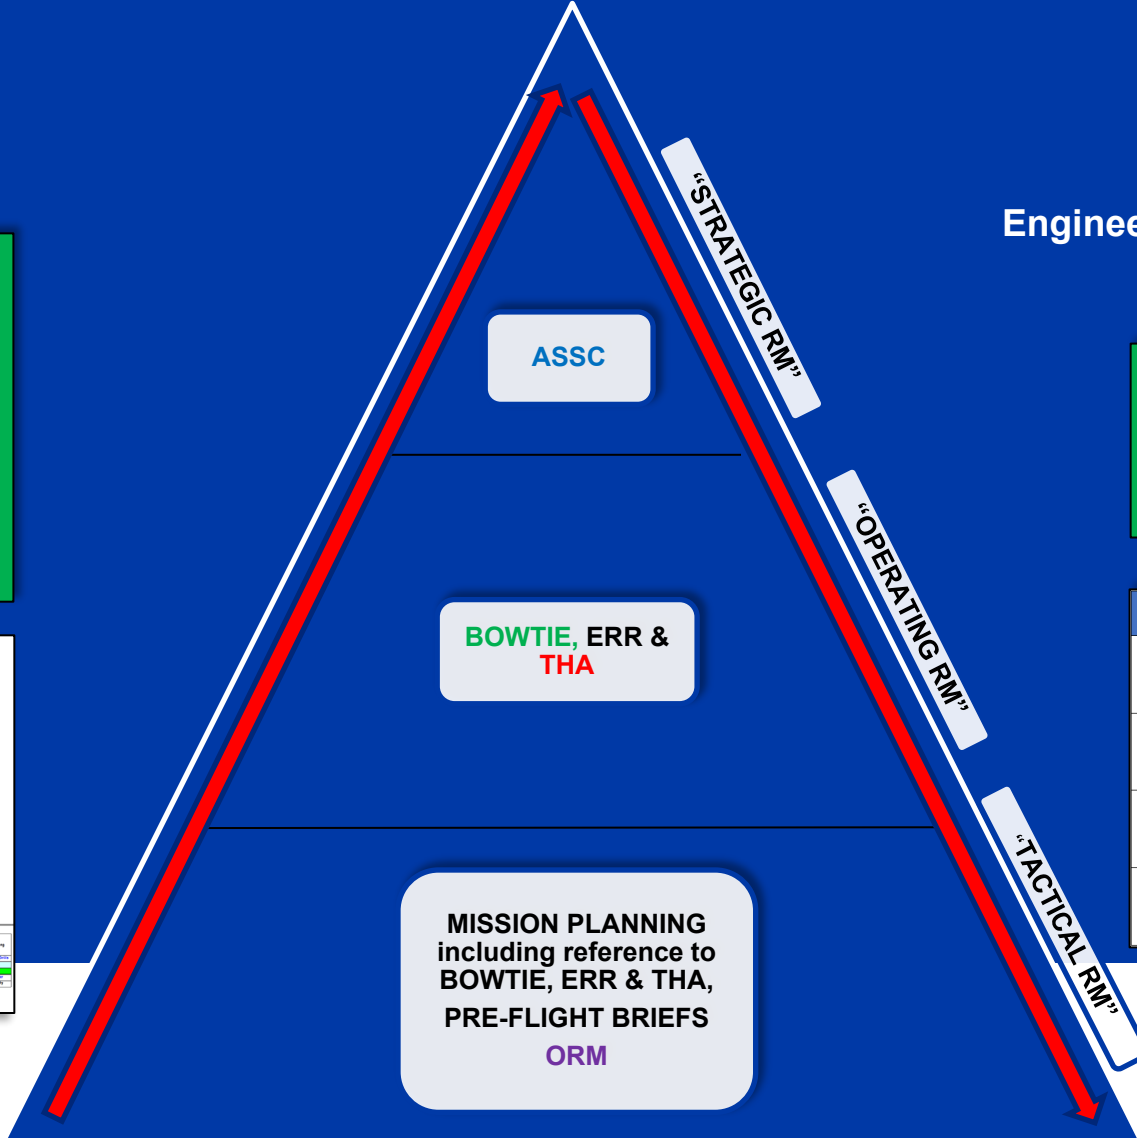 “STRATEGIC RM”
Enginee
ASSC
“OPERATING RM”
BOWTIE, ERR &
THA
“TACTICAL RM”
MISSION PLANNING
including reference to
BOWTIE, ERR & THA,
PRE-FLIGHT BRIEFS
ORM